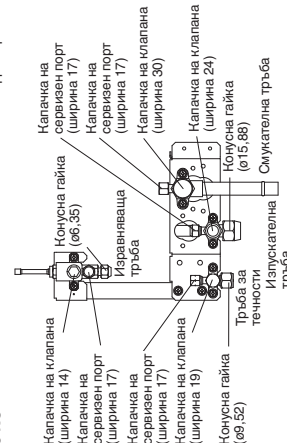 Капачка на
сервизен порт
(ширина 17)
Капачка на
сервизен порт
(ширина 17)
Капачка на клапана
(ширина 30)
Капачка на клапана
(ширина 24)
Конусна гайка
(ø15,88)
Смукателна тръба
Изпускателна
тръба
Конусна гайка
(ø6,35)
Изравняваща
тръба
Тръба за
течности
Капачка на клапана
(ширина 14)
Капачка на
сервизен порт
(ширина 17)
Капачка на
сервизен порт
(ширина 17)
Капачка на клапана
(ширина 19)
Конусна гайка
(ø9,52)